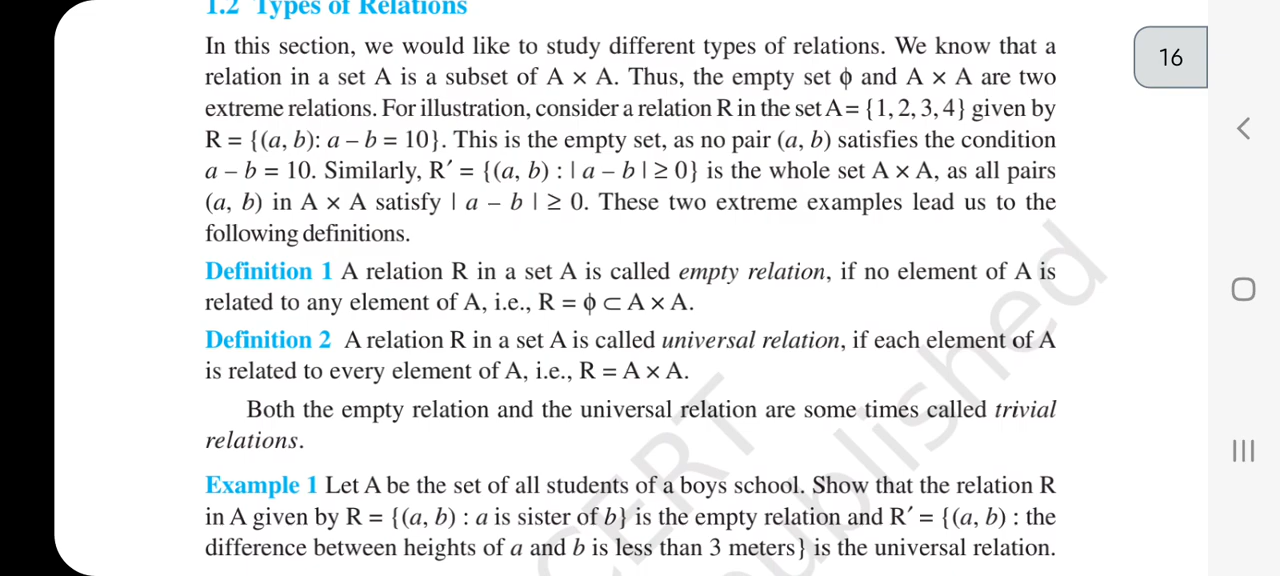 1.2 Types of Relations
16
In this section, we would like to study different types of relations. We know that a
relation in a set A is a subset of A × A. Thus, the empty set ϕ and A × A are two
extreme relations. For illustration, consider a relation R in the set A = {1, 2, 3, 4} given by
R = {(a, b): a – b = 10}. This is the empty set, as no pair (a, b) satisfies the condition
a – b = 10. Similarly, R′ = {(a, b) : | a – b | ≥ 0} is the whole set A × A, as all pairs
(a, b) in A × A satisfy | a – b | ≥ 0. These two extreme examples lead us to the
following definitions.
Definition 1 A relation R in a set A is called empty relation, if no element of A is
related to any element of A, i.e., R = ϕ ⊂ A × A.
Definition 2 A relation R in a set A is called universal relation, if each element of A
is related to every element of A, i.e., R = A × A.
Both the empty relation and the universal relation are some times called trivial
relations.
Example 1 Let A be the set of all students of a boys school. Show that the relation R
in A given by R = {(a, b) : a is sister of b} is the empty relation and R′ = {(a, b) : the
difference between heights of a and b is less than 3 meters} is the universal relation.